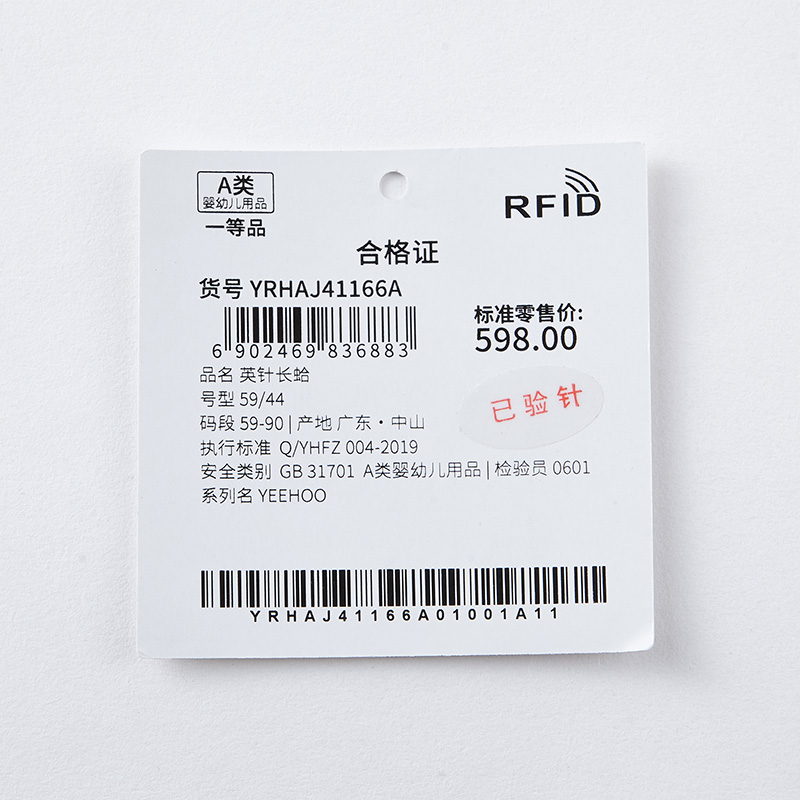 A类
婴幼儿用品
一等品
RFID
合格证
货号 YRHAJ41166A
6 902469 836883
标准零售价:
598.00
品名 英针长蛤
号型 59/44
码段 59-90 | 产地 广东·中山
已验针
执行标准 Q/YHFZ 004-2019
安全类别 GB 31701 A类婴幼儿用品 | 检验员 0601
系列名 YEEHOO
YRHAJ41166A01001A11